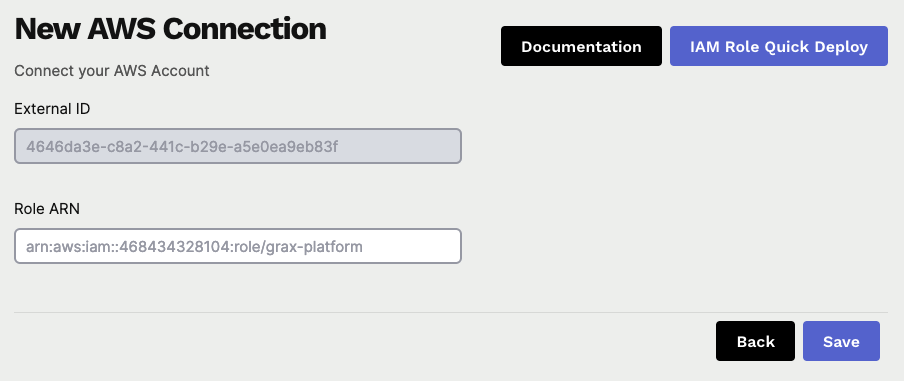 New AWS Connection
Documentation
IAM Role Quick Deploy
Connect your AWS Account
External ID
4646da3e-c8a2-441c-b29e-a5e0ea9eb83f
Role ARN
arn:aws:iam::468434328104:role/grax-platform
Back
Save